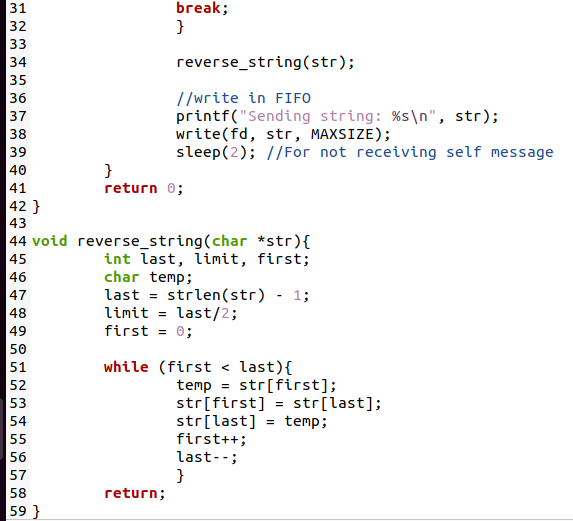 31                 break;
32                 }
33
34                 reverse_string(str);
35
36                 //write in FIFO
37                 printf("Sending string: %s\n", str);
38                 write(fd, str, MAXSIZE);
39                 sleep(2); //For not receiving self message
40         }
41         return 0;
42 }
43
44 void reverse_string(char *str){
45         int last, limit, first;
46         char temp;
47         last = strlen(str) - 1;
48         limit = last/2;
49         first = 0;
50
51         while (first < last){
52                 temp = str[first];
53                 str[first] = str[last];
54                 str[last] = temp;
55                 first++;
56                 last--;
57                 }
58         return;
59 }